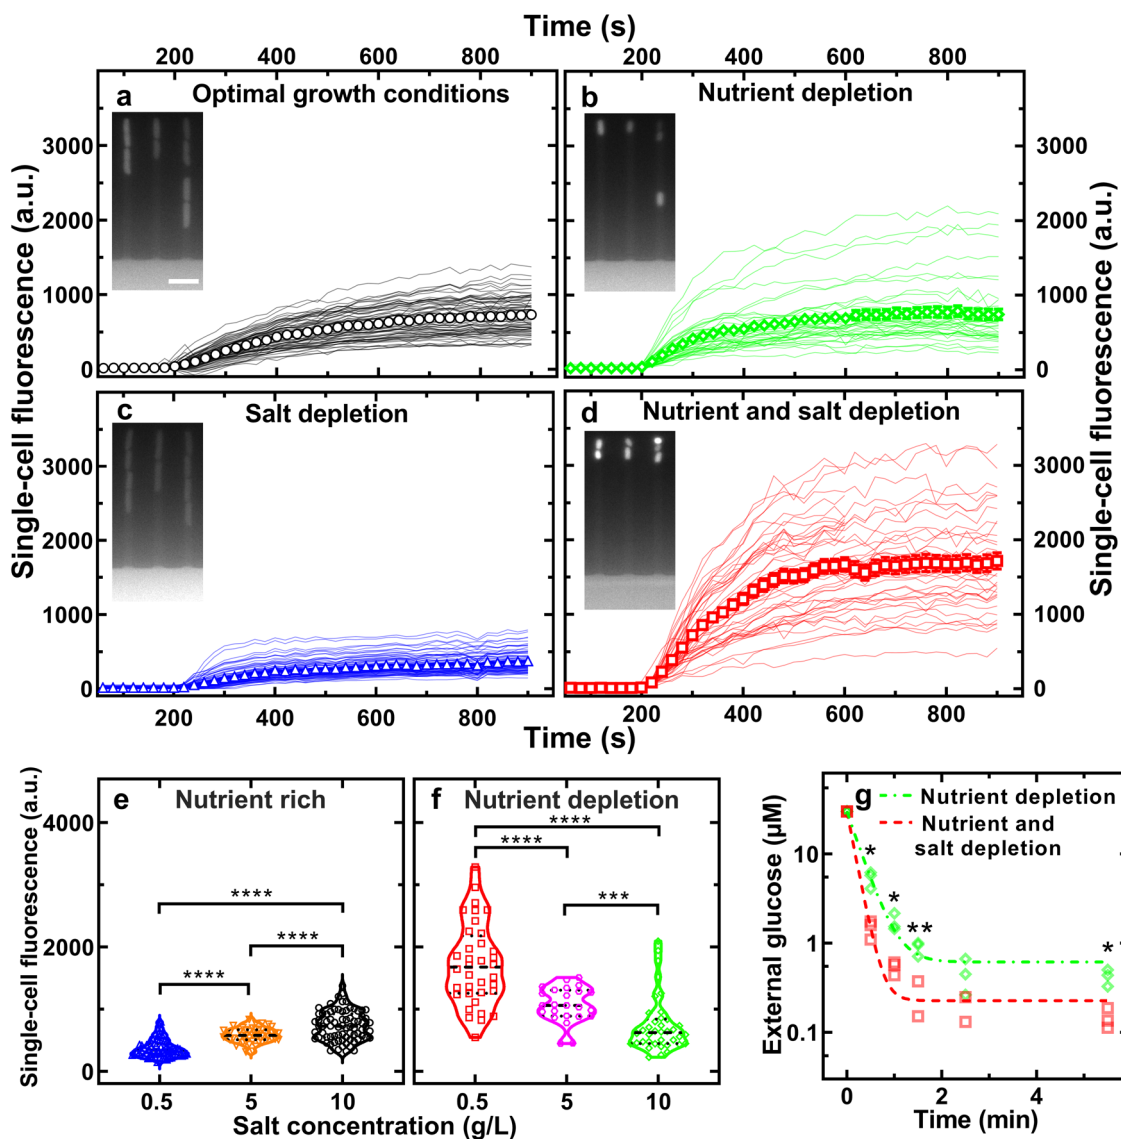 Time (s)
200 400 600 800 200 400 600 800
a Optimal growth conditions b Nutrient depletion
3000 3000
2000 2000
1000 1000
0 0
c Salt depletion d Nutrient and salt depletion
3000 3000
2000 2000
1000 1000
0 0
200 400 600 800 200 400 600 800
Time (s)
Single-cell fluorescence (a.u.)
Single-cell fluorescence (a.u.)
Single-cell fluorescence (a.u.)
e Nutrient rich
4000
2000
0
****
****
****
0.5 5 10
f Nutrient depletion
****
****
***
0.5 5 10
Salt concentration (g/L)
g Nutrient depletion
Nutrient and
salt depletion
External glucose (μM)
10
1
0.1
*
*
**
*
0 2 4
Time (min)